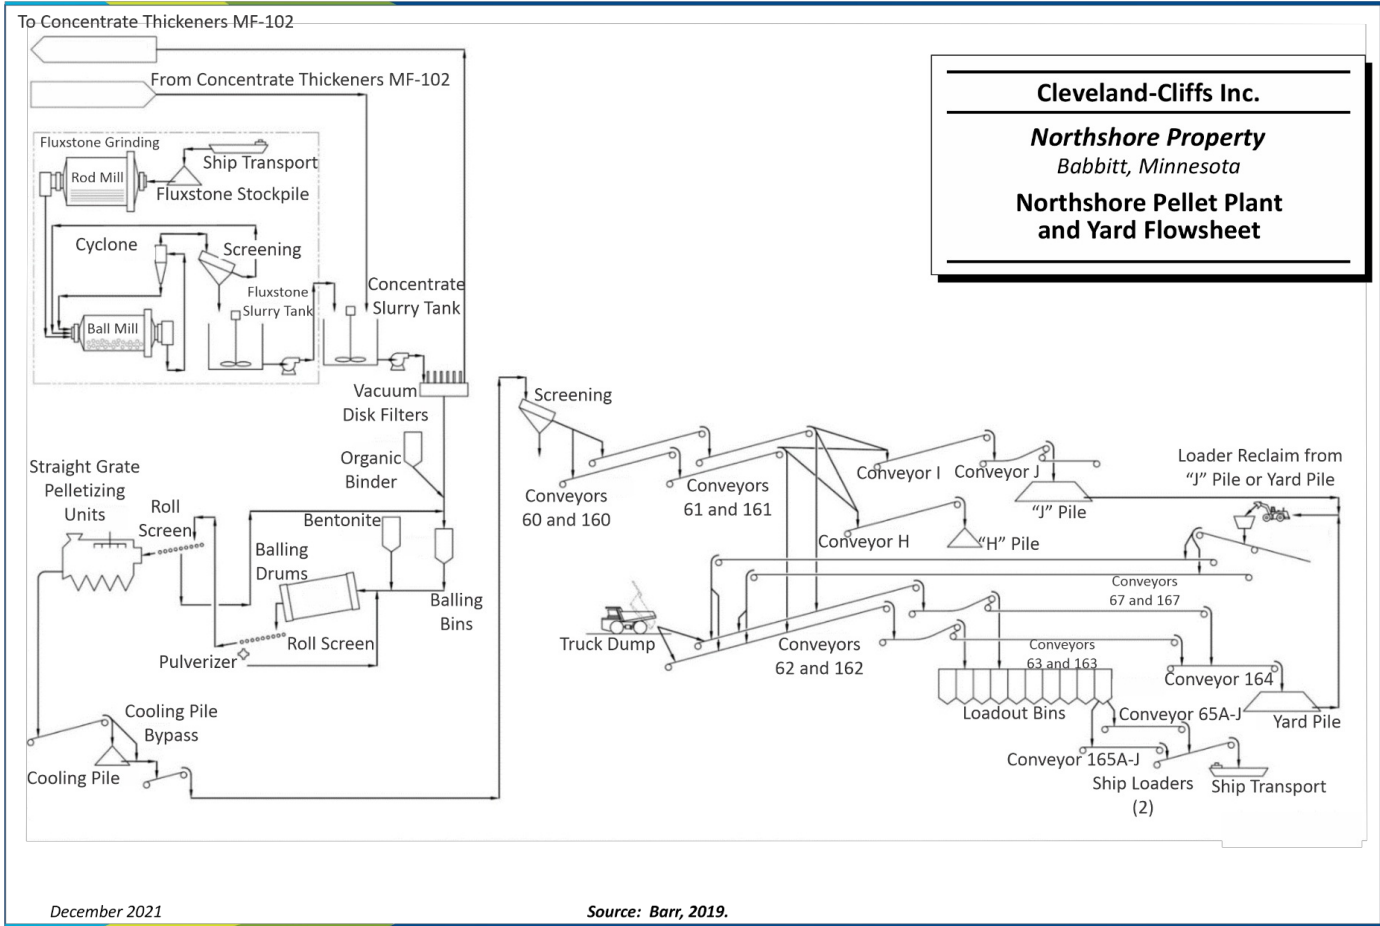 To Concentrate Thickeners MF-102
From Concentrate Thickeners MF-102
Cleveland-Cliffs Inc.
Northshore Property
Babbitt, Minnesota
Northshore Pellet Plant
and Yard Flowsheet
Fluxstone Grinding
Ship Transport
Rod Mill
Fluxstone Stockpile
Cyclone
Screening
Fluxstone
Slurry Tank
Concentrate
Slurry Tank
Ball Mill
Vacuum
Disk Filters
Organic
Binder
Straight Grate
Pelletizing
Units
Roll
Screen
Bentonite
Balling
Drums
Balling
Bins
Roll Screen
Pulverizer
Cooling Pile
Bypass
Cooling Pile
Screening
Conveyors
60 and 160
Conveyors
61 and 161
Conveyor I
Conveyor J
"J" Pile
Conveyor H
"H" Pile
Loader Reclaim from
"J" Pile or Yard Pile
Conveyors
67 and 167
Truck Dump
Conveyors
62 and 162
Conveyors
63 and 163
Conveyor 164
Loadout Bins
Conveyor 65A-J
Yard Pile
Conveyor 165A-J
Ship Loaders
(2)
Ship Transport
December 2021
Source: Barr, 2019.